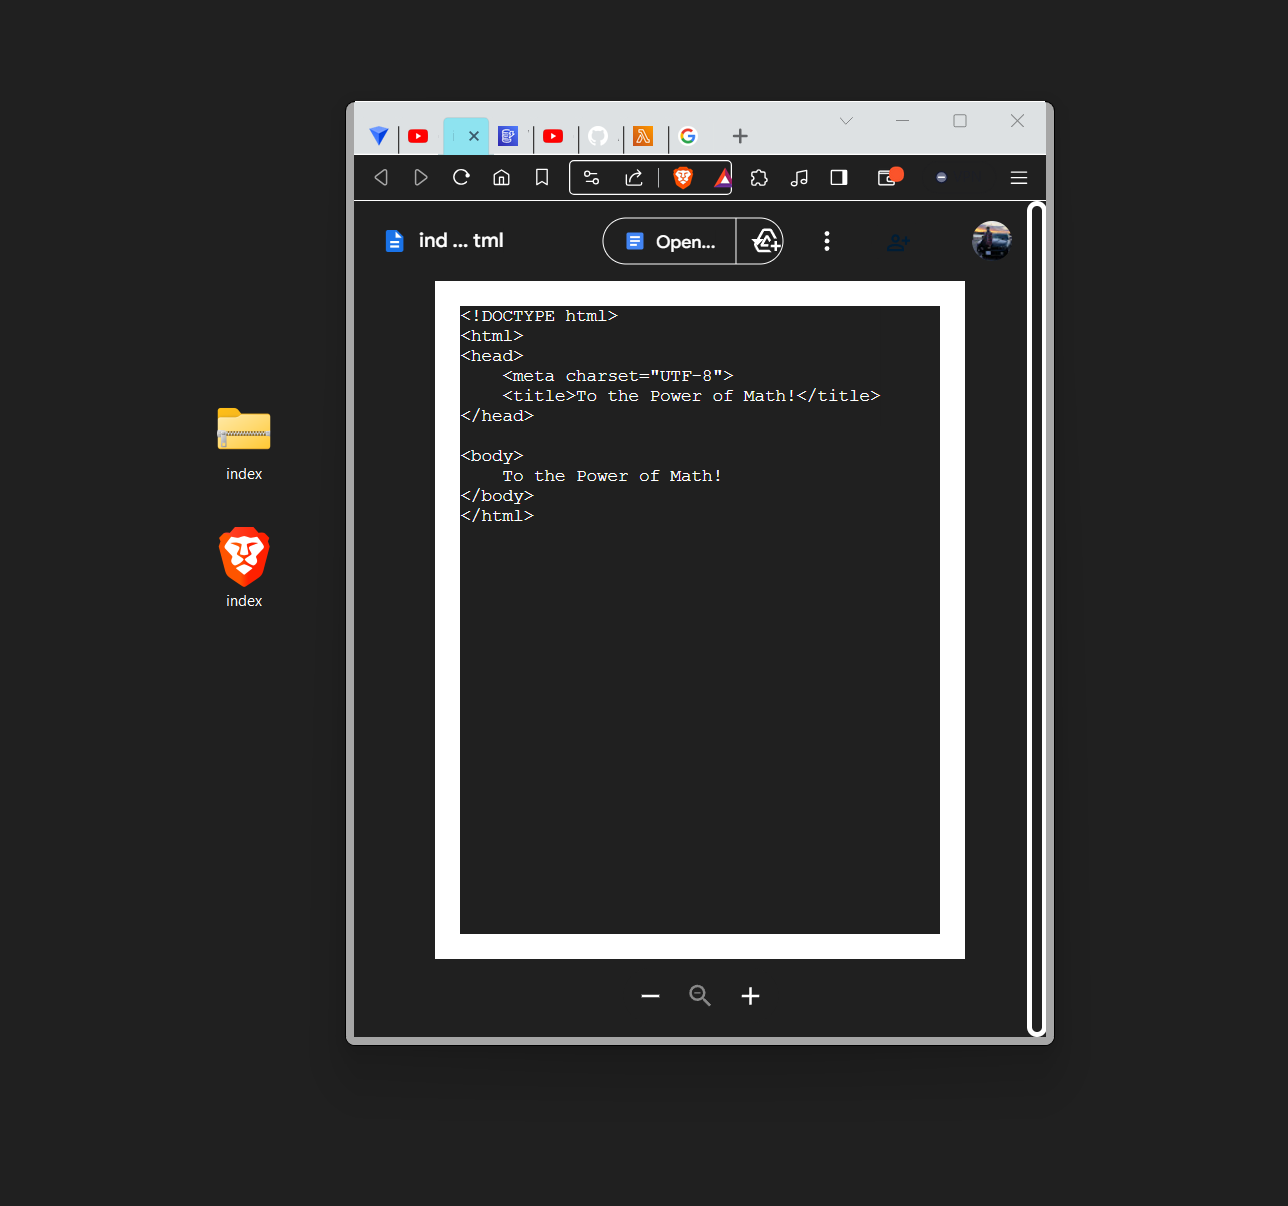 ind ... tml
Open...
<!DOCTYPE html>
<html>
<head>
    <meta charset="UTF-8">
    <title>To the Power of Math!</title>
</head>

<body>
    To the Power of Math!
</body>
</html>
index
index